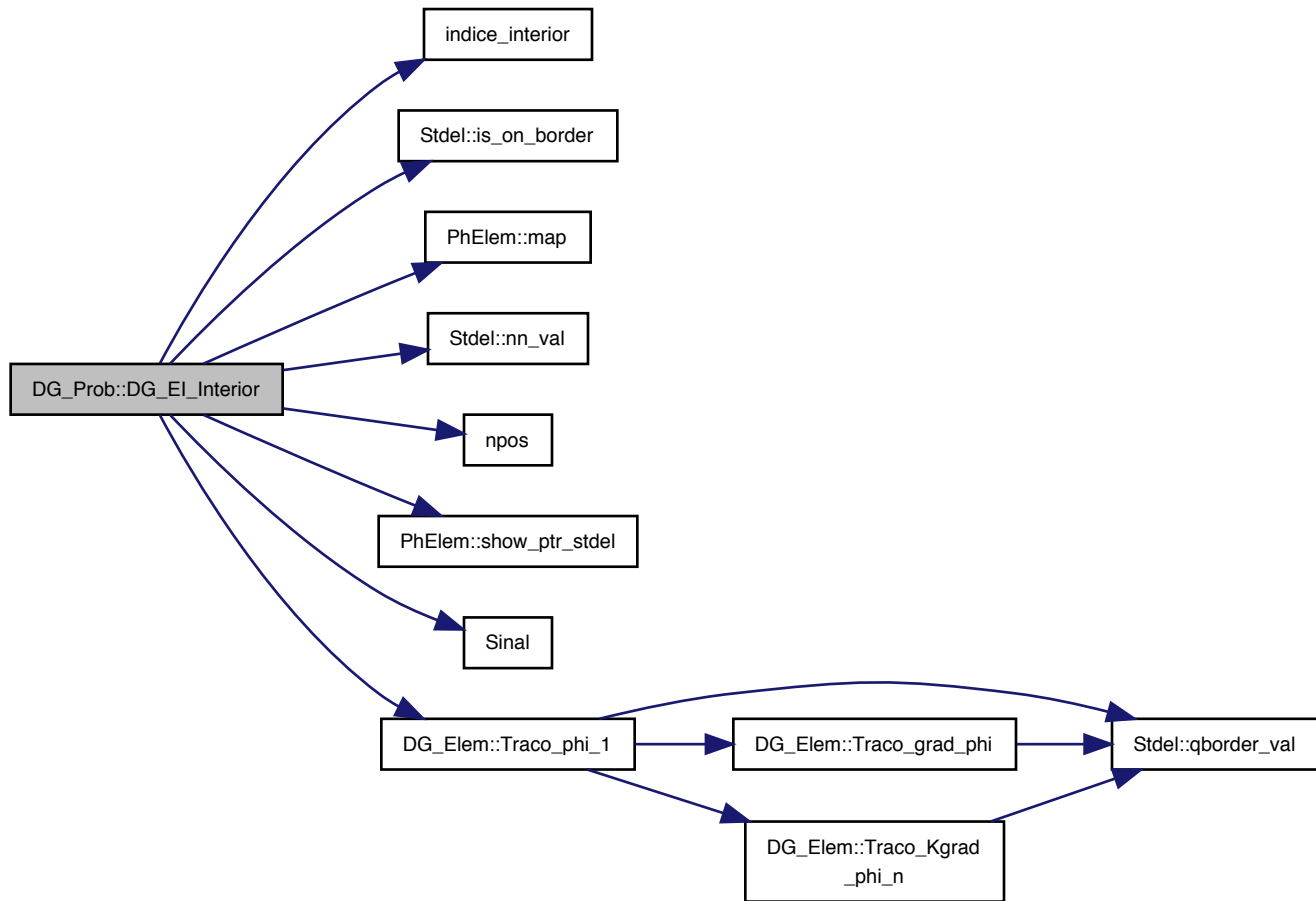 indice_interior
Stdel::is_on_border
PhElem::map
Stdel::nn_val
DG_Prob::DG_EI_Interior
npos
PhElem::show_ptr_stdel
Sinal
DG_Elem::Traco_phi_1
DG_Elem::Traco_grad_phi
Stdel::qborder_val
DG_Elem::Traco_Kgrad
_phi_n